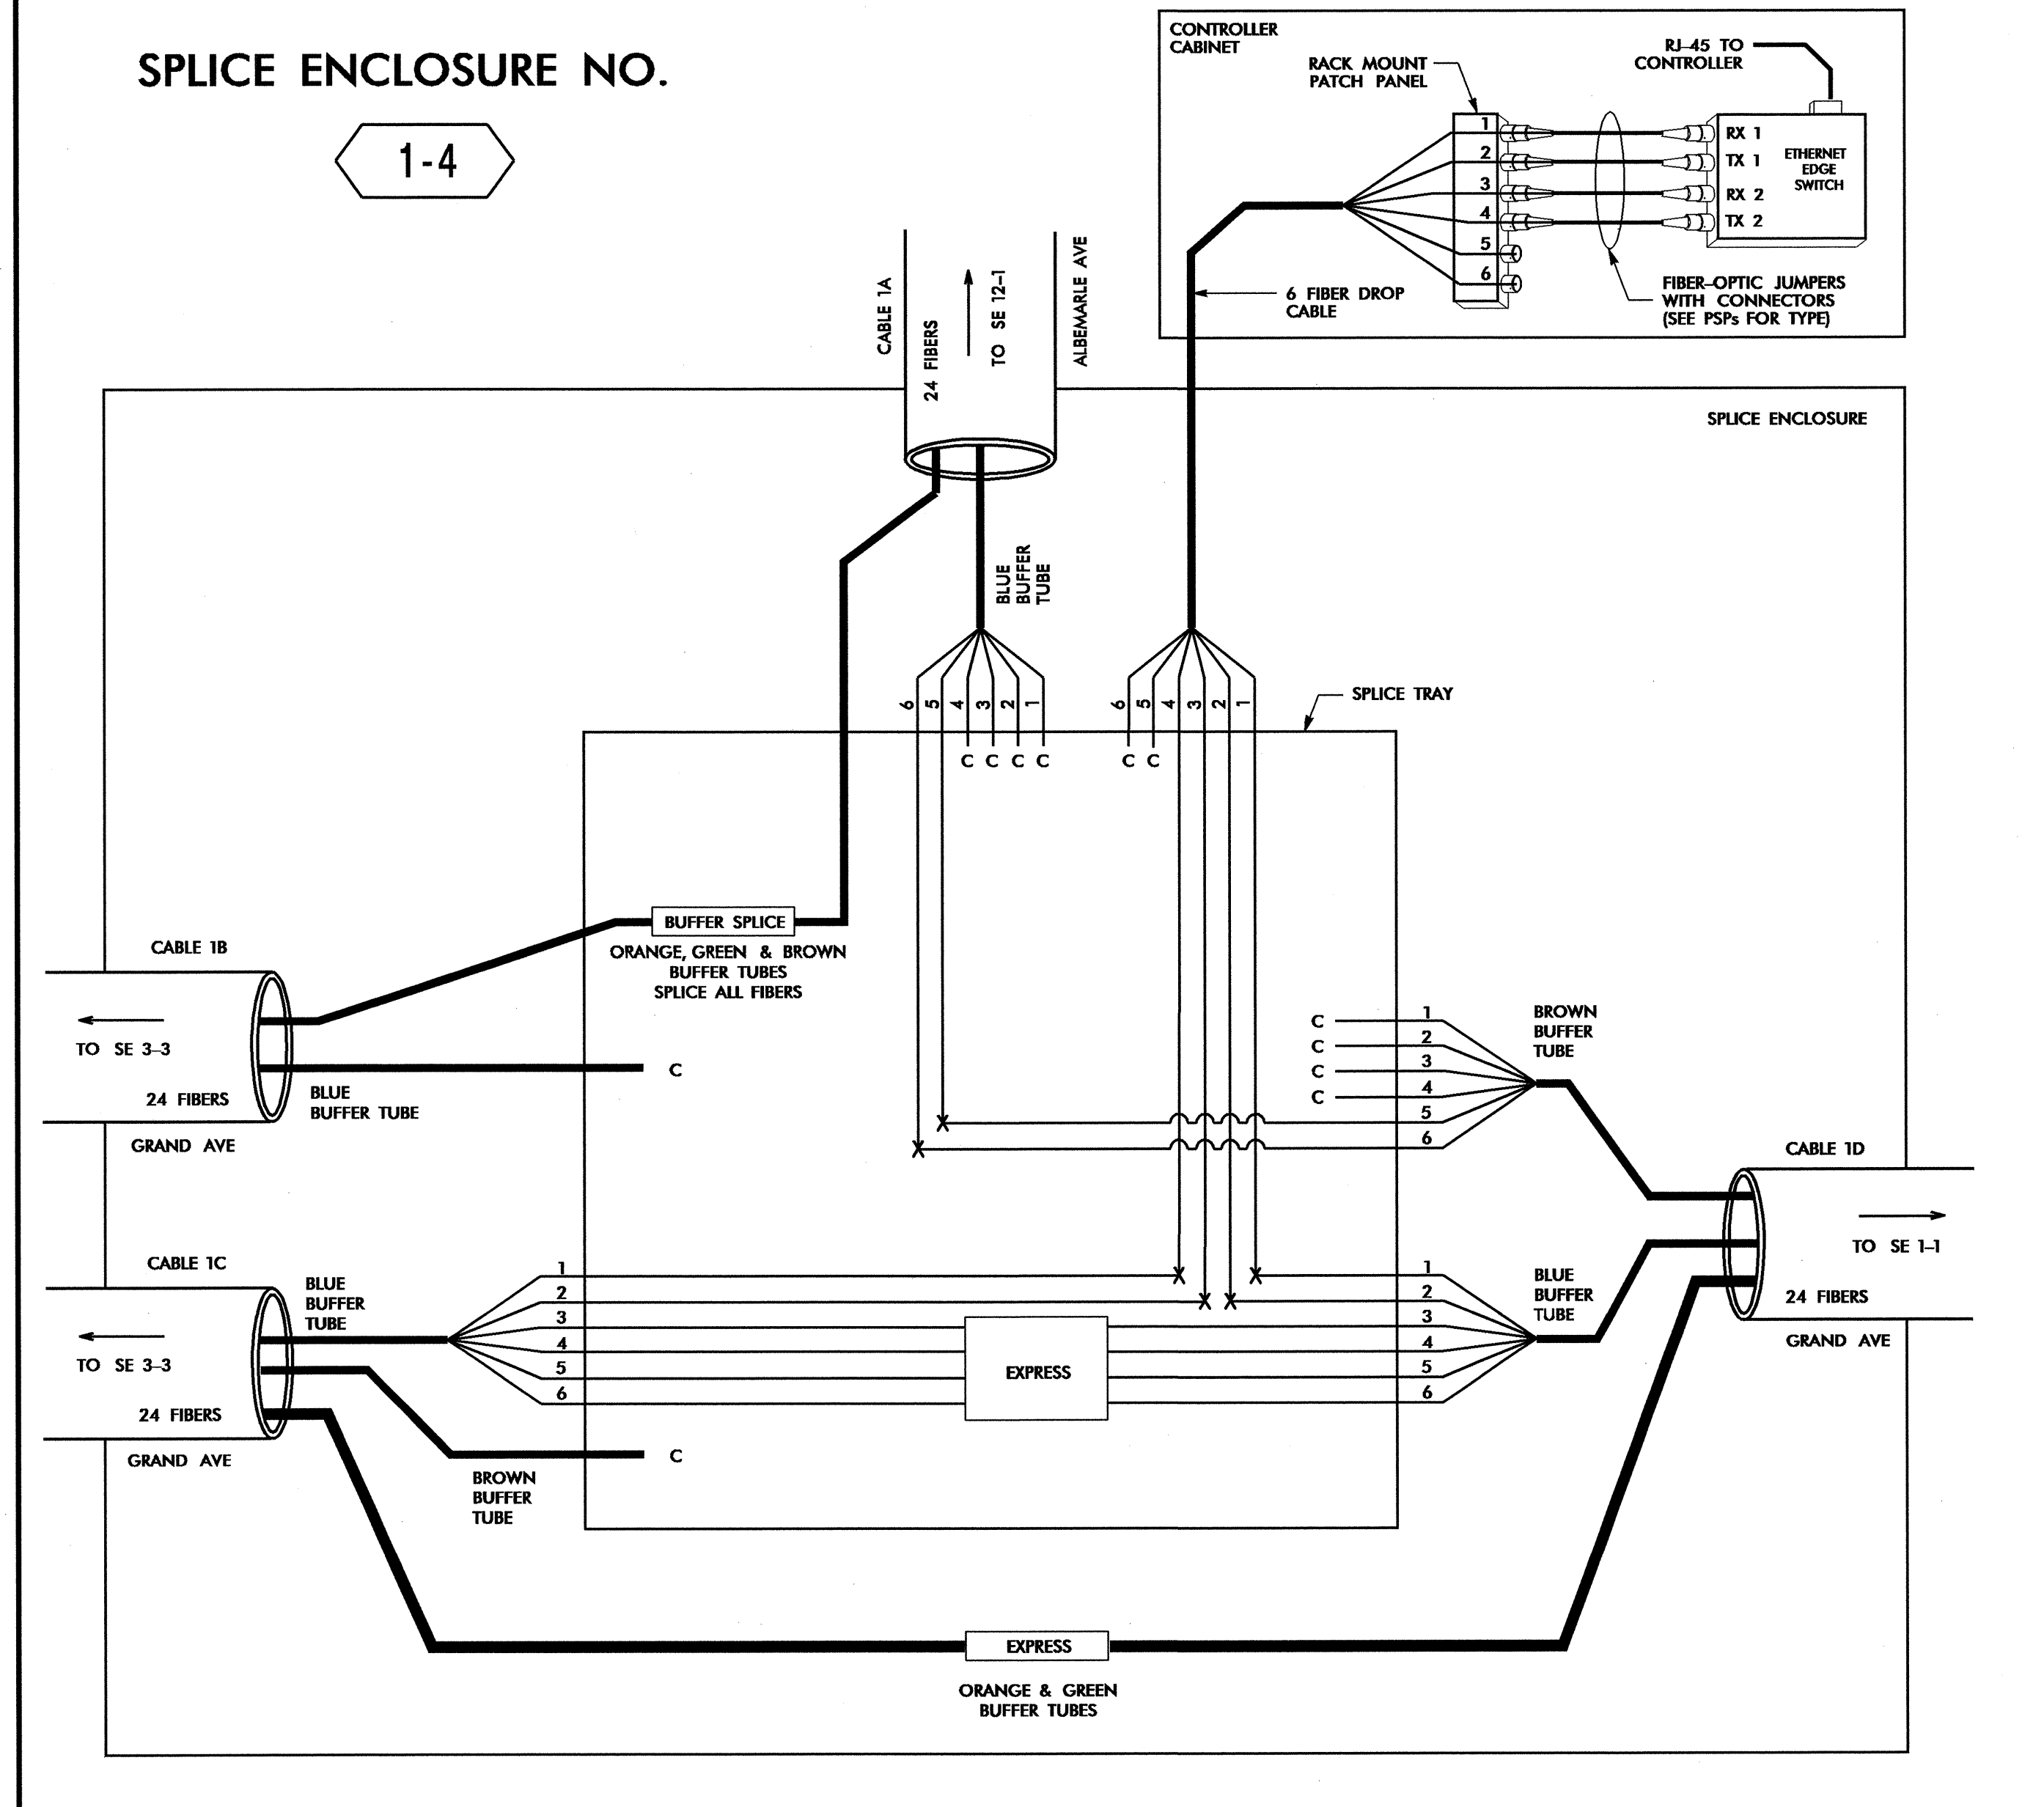 SPLICE ENCLOSURE NO.
1-4
CONTROLLER
CABINET
RACK MOUNT
PATCH PANEL
RJ-45 TO
CONTROLLER
1
2
3
4
5
6
RX 1
TX 1
RX 2
TX 2
ETHERNET
EDGE
SWITCH
6 FIBER DROP
CABLE
FIBER-OPTIC JUMPERS
WITH CONNECTORS
(SEE PSPs FOR TYPE)
CABLE 1A
24 FIBERS
TO SE 12-1
ALBEMARLE AVE
SPLICE ENCLOSURE
BLUE
BUFFER
TUBE
6 5 4 3 2 1
6 5 4 3 2 1
SPLICE TRAY
C C C C
C C
BUFFER SPLICE
ORANGE, GREEN & BROWN
BUFFER TUBES
SPLICE ALL FIBERS
CABLE 1B
TO SE 3-3
24 FIBERS
GRAND AVE
BLUE
BUFFER TUBE
C
C 1
C 2
C 3
C 4
5
6
BROWN
BUFFER
TUBE
CABLE 1D
TO SE 1-1
24 FIBERS
GRAND AVE
CABLE 1C
TO SE 3-3
24 FIBERS
GRAND AVE
BLUE
BUFFER
TUBE
1
2
3
4
5
6
EXPRESS
1
2
3
4
5
6
BLUE
BUFFER
TUBE
C
BROWN
BUFFER
TUBE
EXPRESS
ORANGE & GREEN
BUFFER TUBES